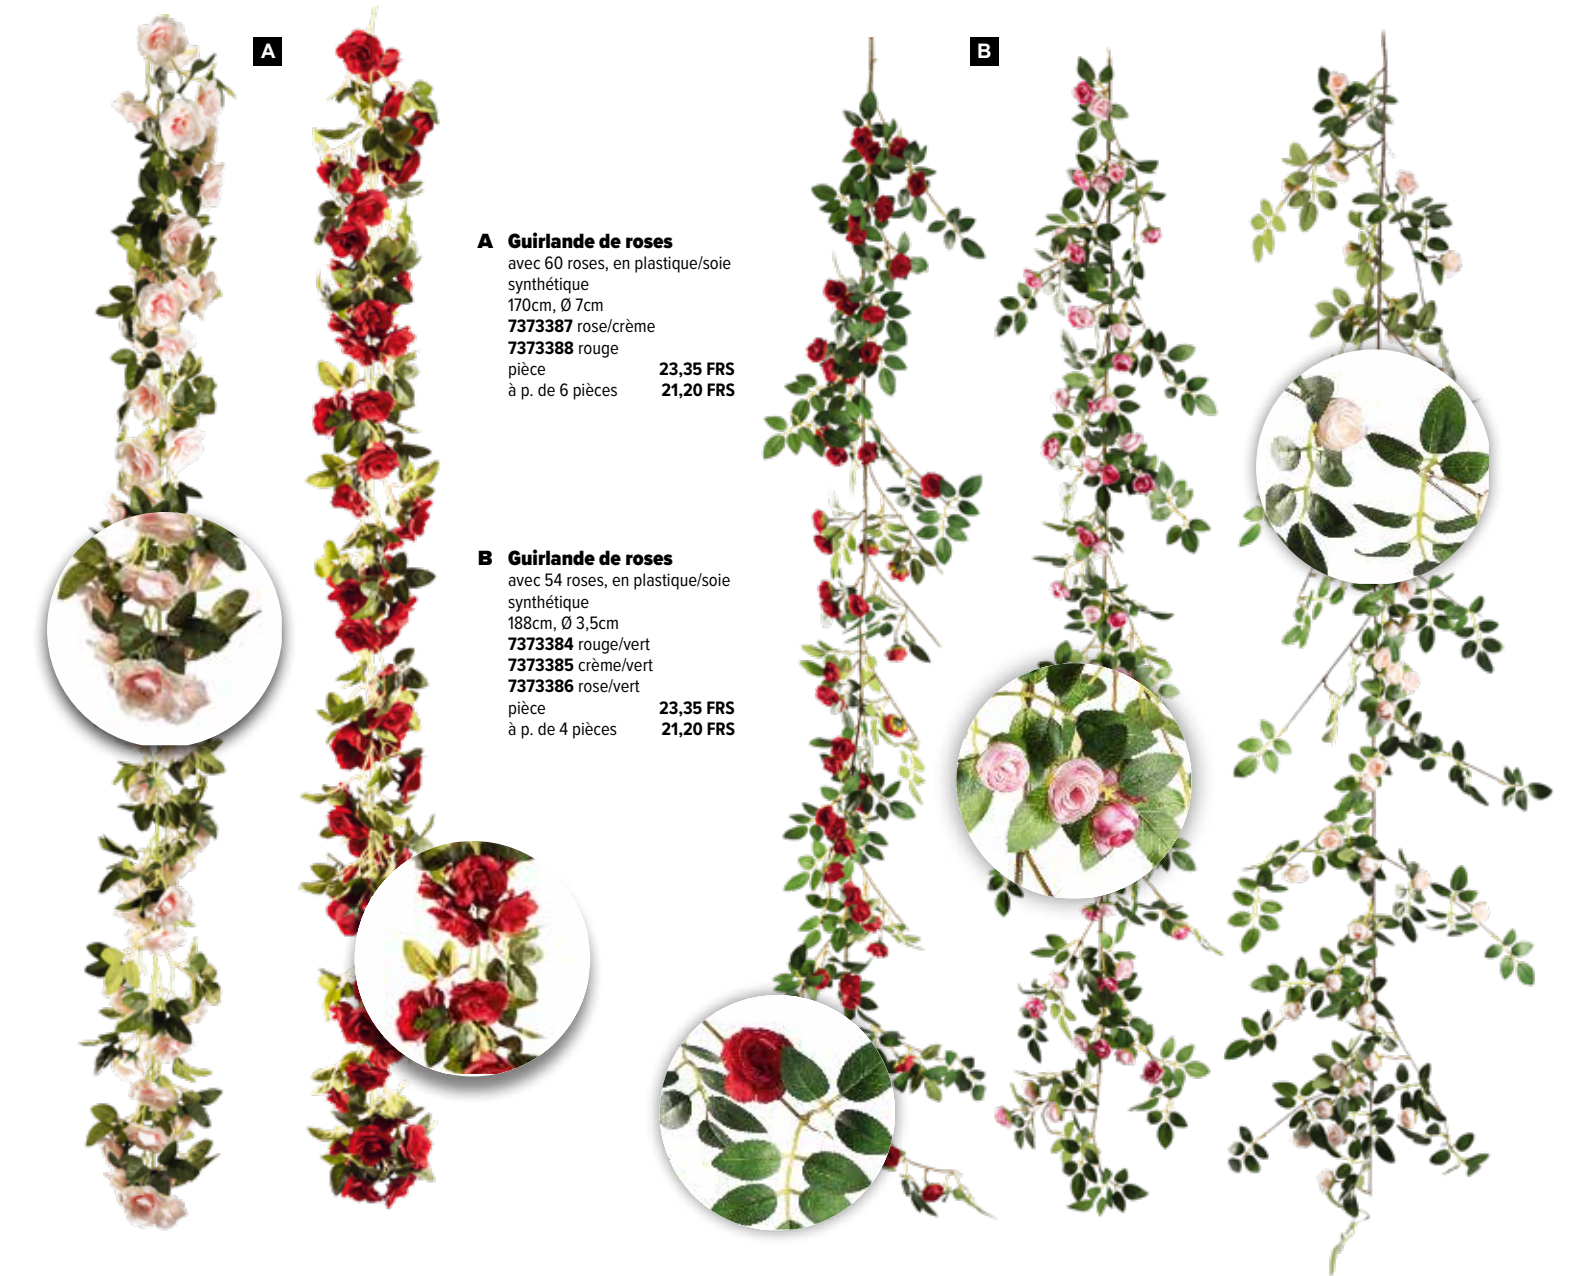 A
B
A Guirlande de roses
avec 60 roses, en plastique/soie
synthétique
170cm, Ø 7cm
7373387 rose/crème
7373388 rouge
pièce 23,35 FRS
à p. de 6 pièces 21,20 FRS
B Guirlande de roses
avec 54 roses, en plastique/soie
synthétique
188cm, Ø 3,5cm
7373384 rouge/vert
7373385 crème/vert
7373386 rose/vert
pièce 23,35 FRS
à p. de 4 pièces 21,20 FRS